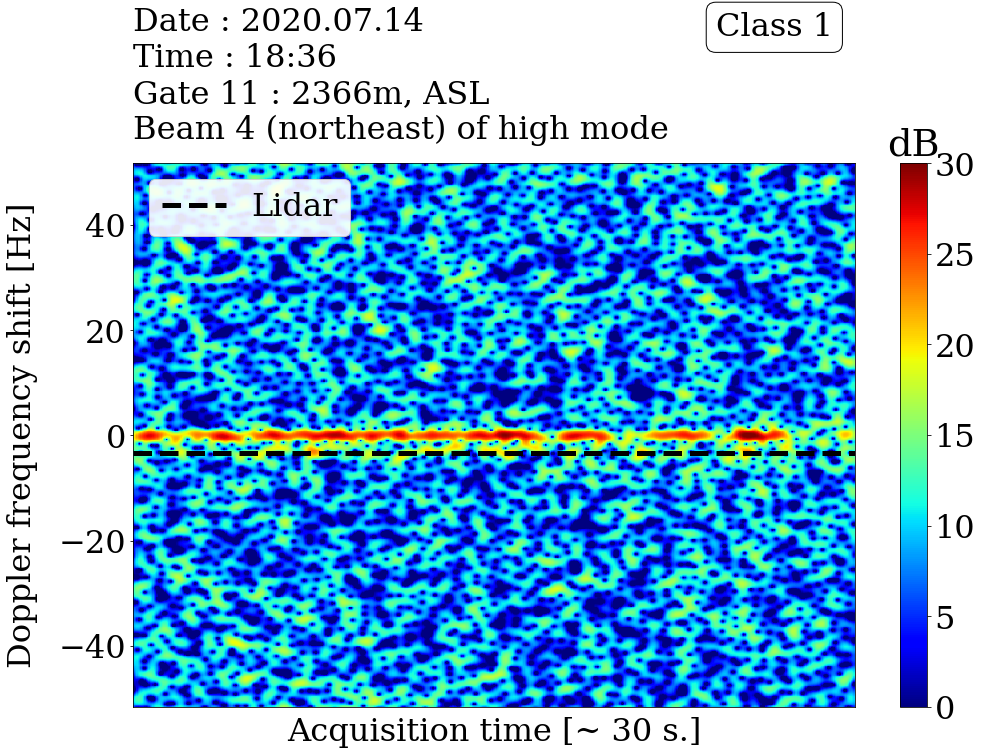 Date : 2020.07.14
Time : 18:36
Gate 11 : 2366m, ASL
Beam 4 (northeast) of high mode
Class 1
dB
Lidar
Doppler frequency shift [Hz]
40
20
0
−20
−40
30
25
20
15
10
5
0
Acquisition time [~ 30 s.]